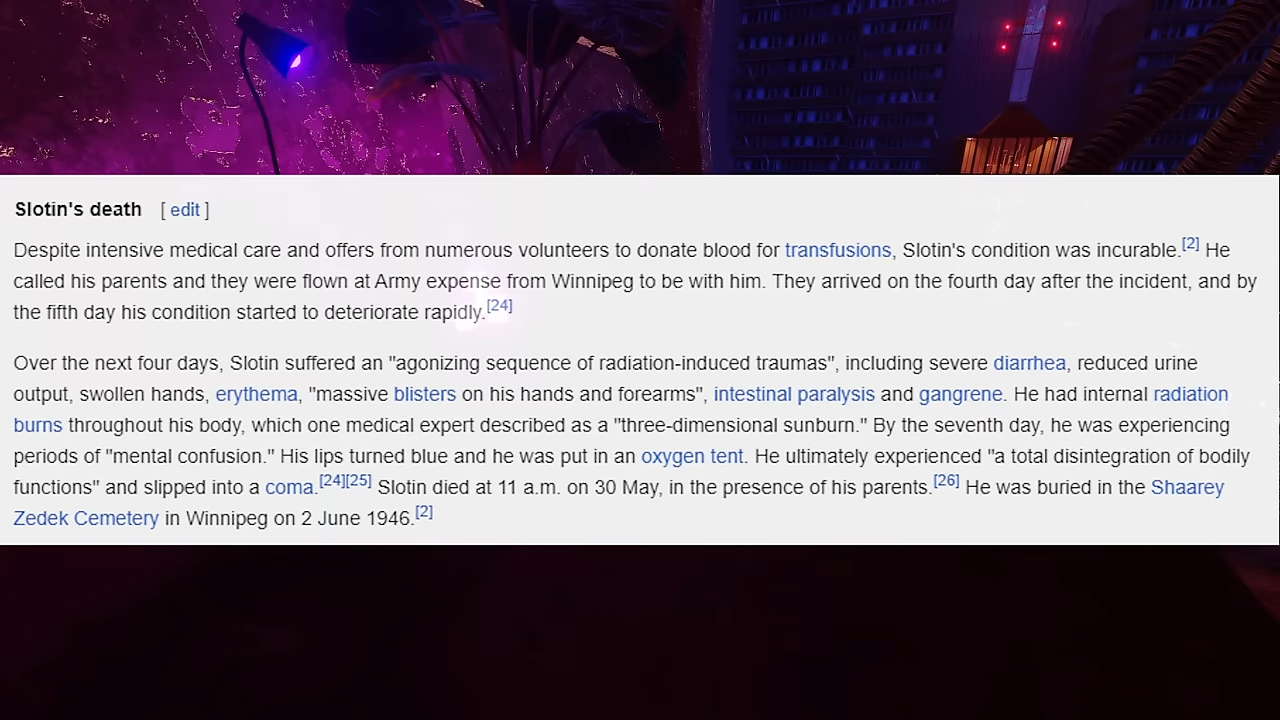 Slotin's death [ edit ]
Despite intensive medical care and offers from numerous volunteers to donate blood for transfusions, Slotin's condition was incurable.[2] He
called his parents and they were flown at Army expense from Winnipeg to be with him. They arrived on the fourth day after the incident, and by
the fifth day his condition started to deteriorate rapidly.[24]
Over the next four days, Slotin suffered an "agonizing sequence of radiation-induced traumas", including severe diarrhea, reduced urine
output, swollen hands, erythema, "massive blisters on his hands and forearms", intestinal paralysis and gangrene. He had internal radiation
burns throughout his body, which one medical expert described as a "three-dimensional sunburn." By the seventh day, he was experiencing
periods of "mental confusion." His lips turned blue and he was put in an oxygen tent. He ultimately experienced "a total disintegration of bodily
functions" and slipped into a coma.[24][25] Slotin died at 11 a.m. on 30 May, in the presence of his parents.[26] He was buried in the Shaarey
Zedek Cemetery in Winnipeg on 2 June 1946.[2]